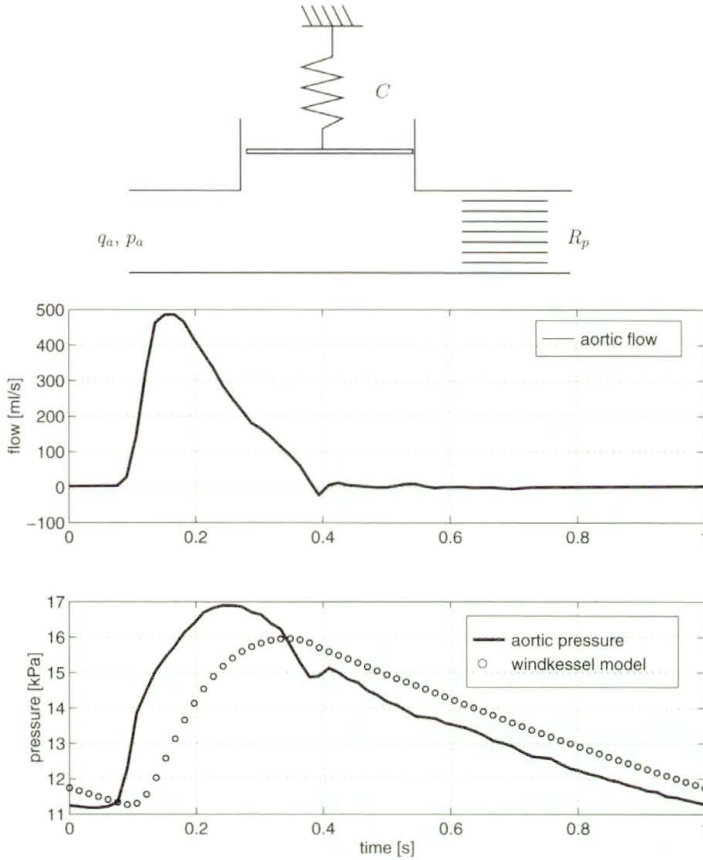 C
q_a, p_a
R_p
500
400
300
200
100
0
−100
flow [ml/s]
aortic flow
0
0.2
0.4
0.6
0.8
1
17
16
15
14
13
12
11
pressure [kPa]
aortic pressure
windkessel model
0
0.2
0.4
0.6
0.8
1
time [s]